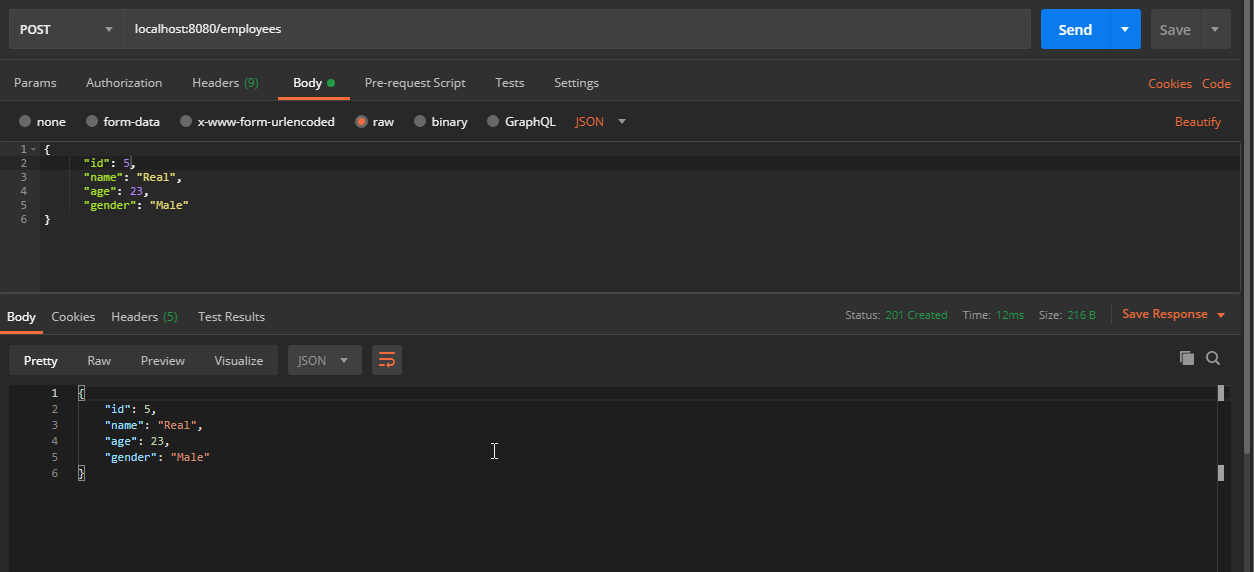 POST localhost:8080/employees Send Save
Params Authorization Headers (9) Body Pre-request Script Tests Settings Cookies Code
none form-data x-www-form-urlencoded raw binary GraphQL JSON Beautify
1 {
2 "id": 5,
3 "name": "Real",
4 "age": 23,
5 "gender": "Male"
6 }
Body Cookies Headers (5) Test Results Status: 201 Created Time: 12ms Size: 216 B Save Response
Pretty Raw Preview Visualize JSON
1 {
2 "id": 5,
3 "name": "Real",
4 "age": 23,
5 "gender": "Male"
6 }